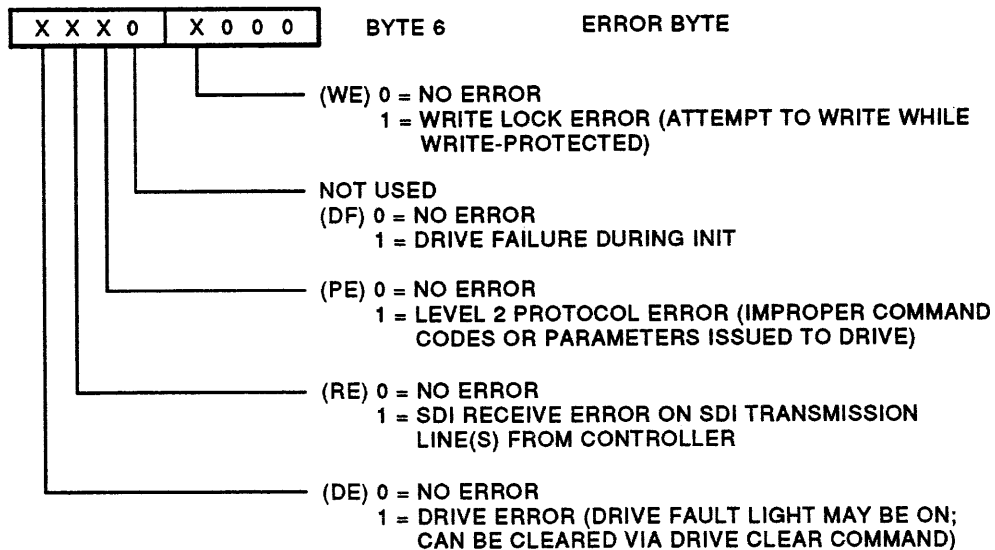 X X X 0 X 0 0 0 BYTE 6 ERROR BYTE
(WE) 0 = NO ERROR
1 = WRITE LOCK ERROR (ATTEMPT TO WRITE WHILE
WRITE-PROTECTED)
NOT USED
(DF) 0 = NO ERROR
1 = DRIVE FAILURE DURING INIT
(PE) 0 = NO ERROR
1 = LEVEL 2 PROTOCOL ERROR (IMPROPER COMMAND
CODES OR PARAMETERS ISSUED TO DRIVE)
(RE) 0 = NO ERROR
1 = SDI RECEIVE ERROR ON SDI TRANSMISSION
LINE(S) FROM CONTROLLER
(DE) 0 = NO ERROR
1 = DRIVE ERROR (DRIVE FAULT LIGHT MAY BE ON;
CAN BE CLEARED VIA DRIVE CLEAR COMMAND)